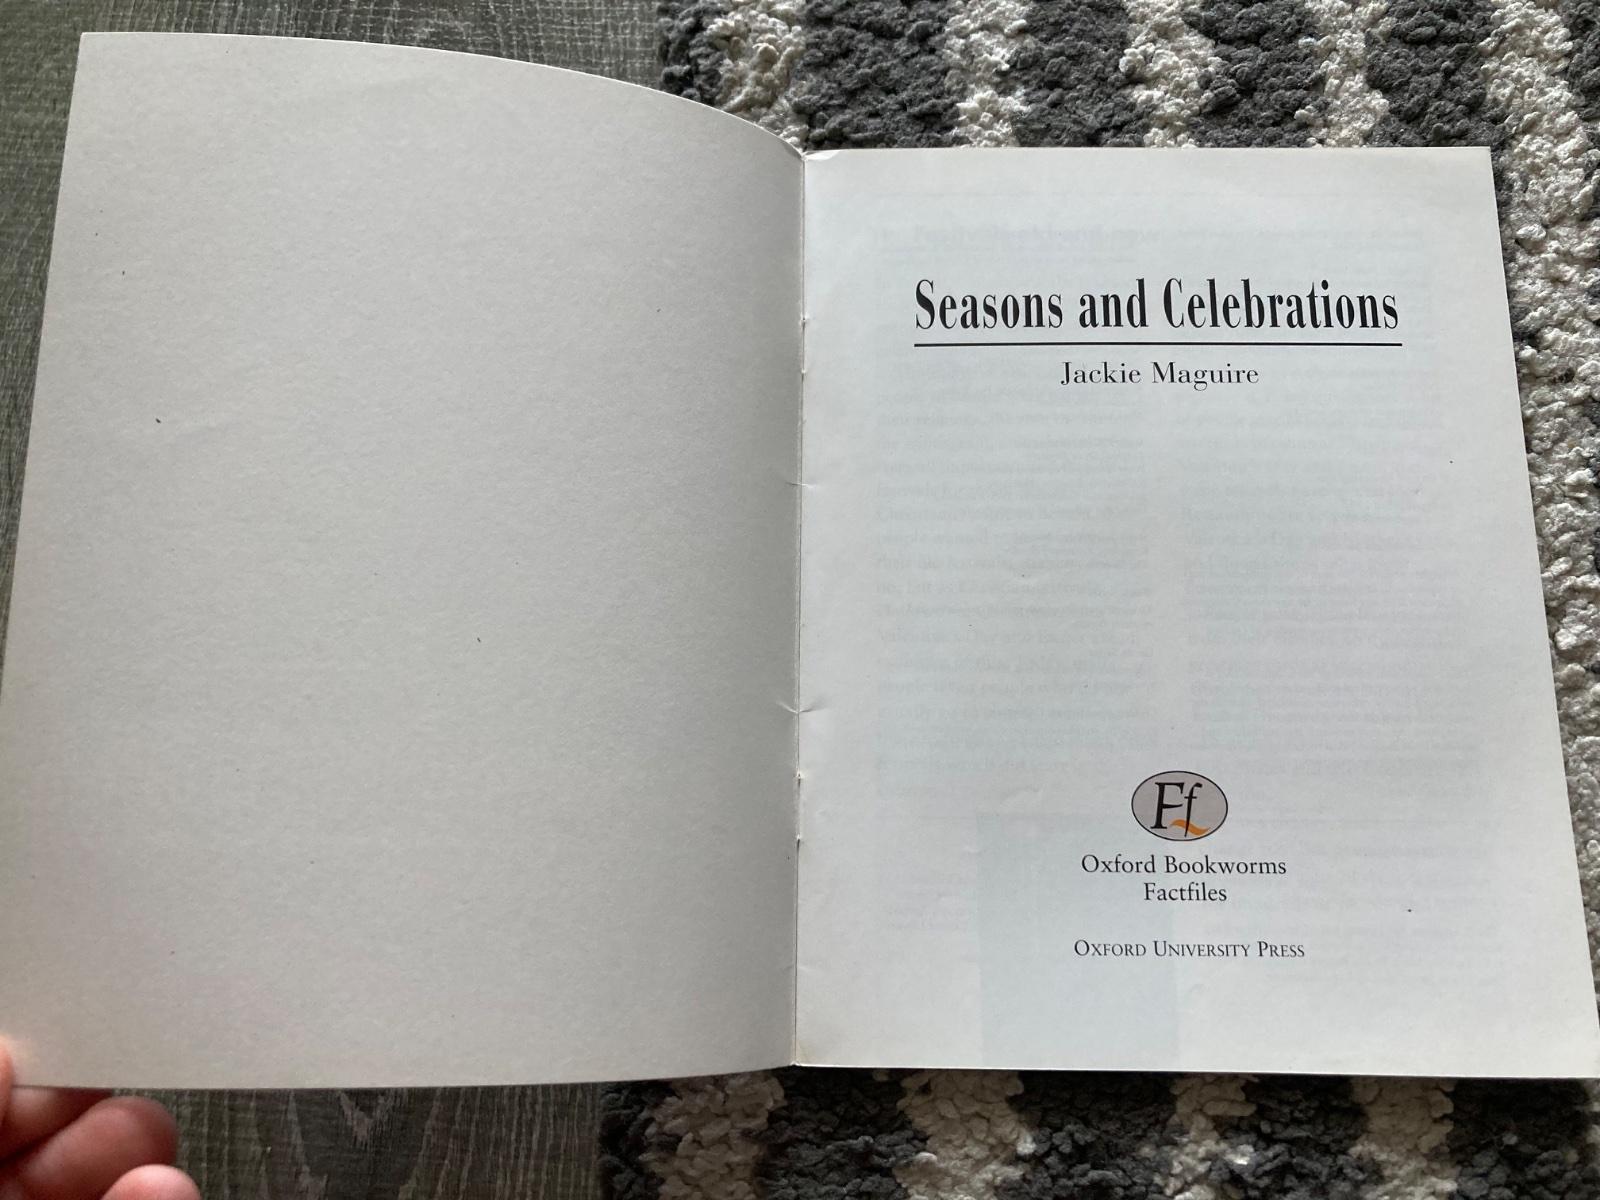 Seasons and Celebrations
Jackie Maguire
Ff
Oxford Bookworms
Factfiles
OXFORD UNIVERSITY PRESS